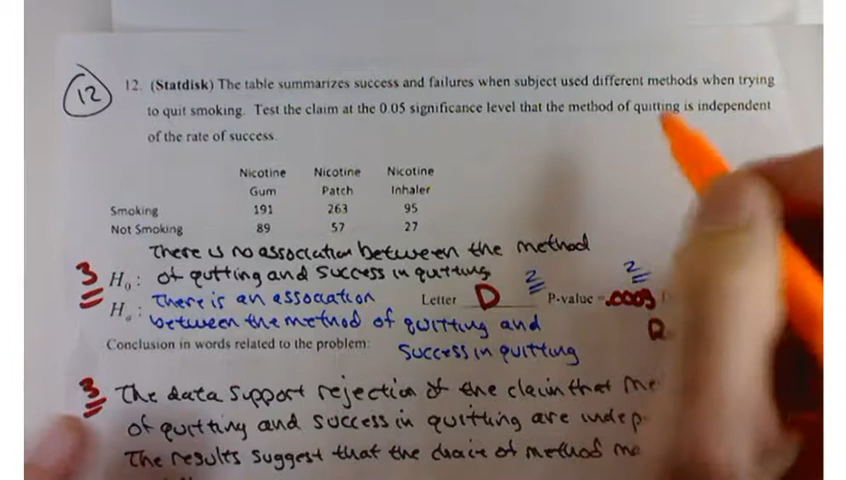 12
12. (Statdisk) The table summarizes success and failures when subject used different methods when trying
to quit smoking. Test the claim at the 0.05 significance level that the method of quitting is independent
of the rate of success.
Nicotine Nicotine Nicotine
Gum Patch Inhaler
Smoking 191 263 95
Not Smoking 89 57 27
There is no association between the method
3 H₀: of qutting and success in qutting
There is an association Letter D 2 P-value = .0003 2
Hₐ: between the method of quitting and
success in quitting
Conclusion in words related to the problem:
3 The data support rejection of the claim that me
of quitting and success in quitting are indep
The results suggest that the choice of method ma